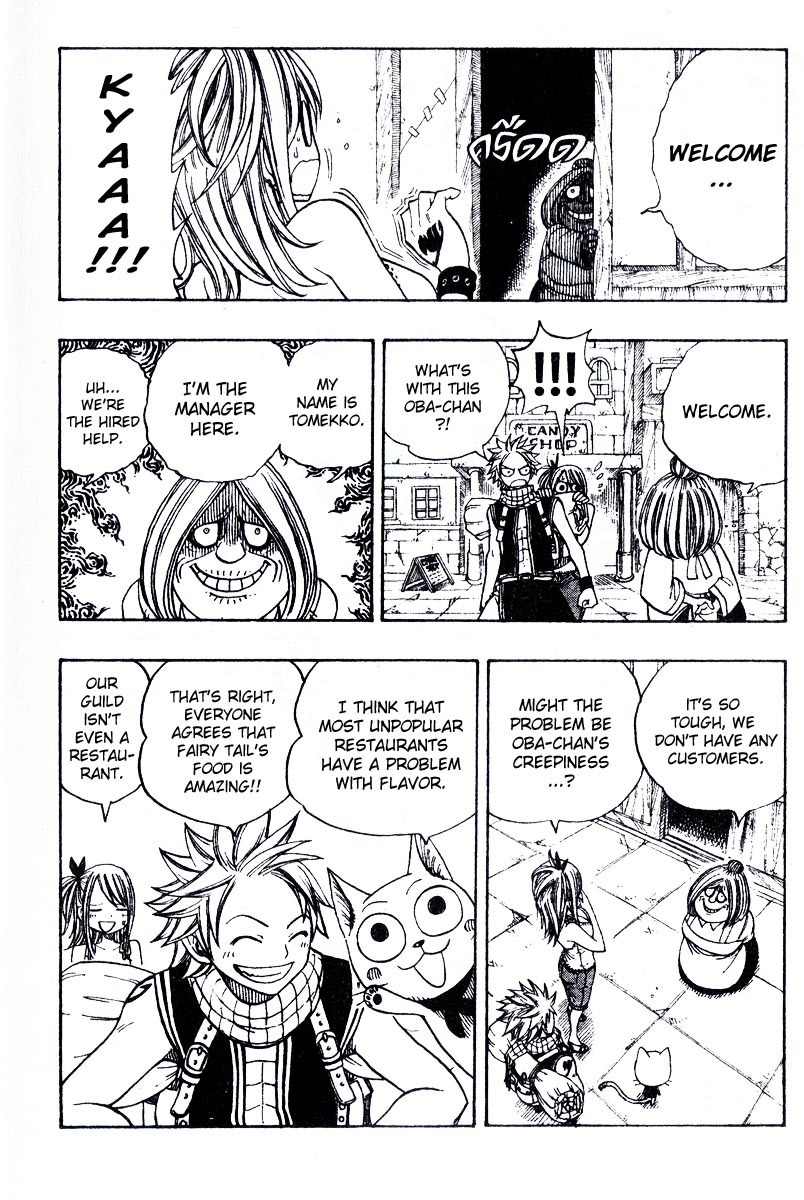 WELCOME
...
กรี๊ดด
KYAAA
!!!
WELCOME.
!!!
WHAT'S
WITH THIS
OBA-CHAN
?!
CANDY
SHOP
MY
NAME IS
TOMEKKO.
I'M THE
MANAGER
HERE.
UH...
WE'RE
THE HIRED
HELP.
IT'S SO
TOUGH, WE
DON'T HAVE ANY
CUSTOMERS.
MIGHT THE
PROBLEM BE
OBA-CHAN'S
CREEPINESS
...?
I THINK THAT
MOST UNPOPULAR
RESTAURANTS
HAVE A PROBLEM
WITH FLAVOR.
THAT'S RIGHT,
EVERYONE
AGREES THAT
FAIRY TAIL'S
FOOD IS
AMAZING!!
OUR
GUILD
ISN'T
EVEN A
RESTAU-
RANT.